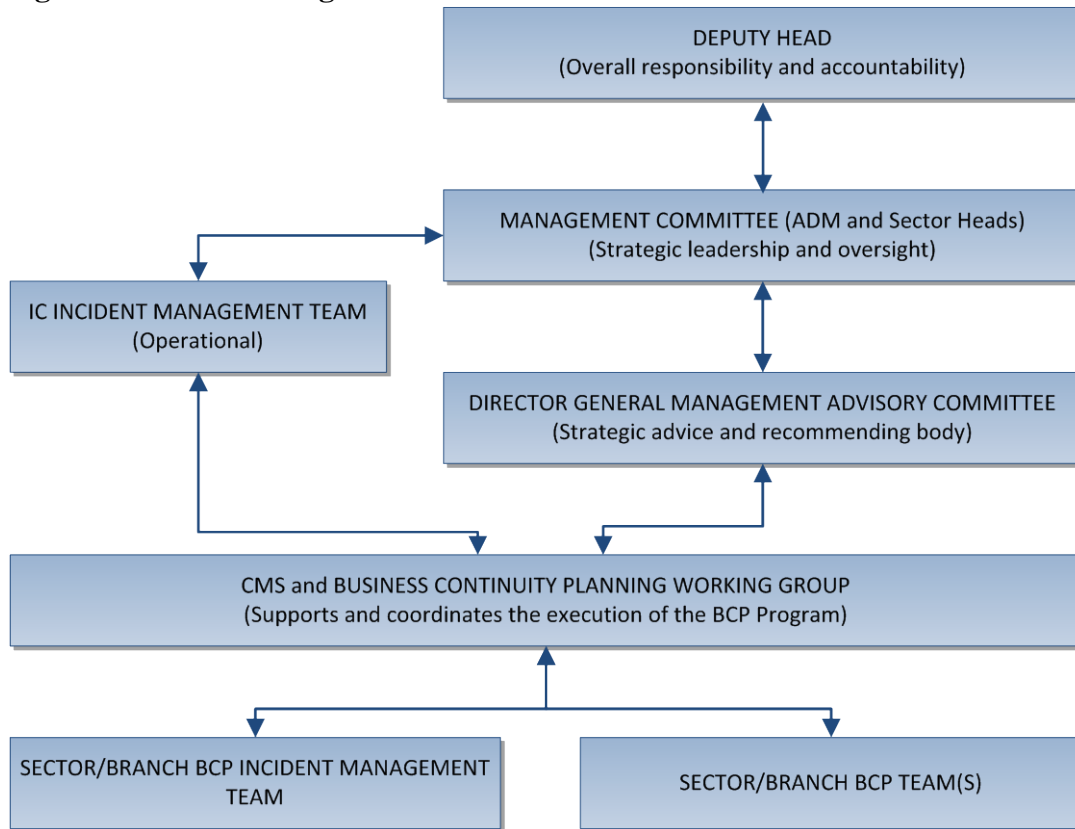 DEPUTY HEAD
(Overall responsibility and accountability)
MANAGEMENT COMMITTEE (ADM and Sector Heads)
(Strategic leadership and oversight)
IC INCIDENT MANAGEMENT TEAM
(Operational)
DIRECTOR GENERAL MANAGEMENT ADVISORY COMMITTEE
(Strategic advice and recommending body)
CMS and BUSINESS CONTINUITY PLANNING WORKING GROUP
(Supports and coordinates the execution of the BCP Program)
SECTOR/BRANCH BCP INCIDENT MANAGEMENT
TEAM
SECTOR/BRANCH BCP TEAM(S)